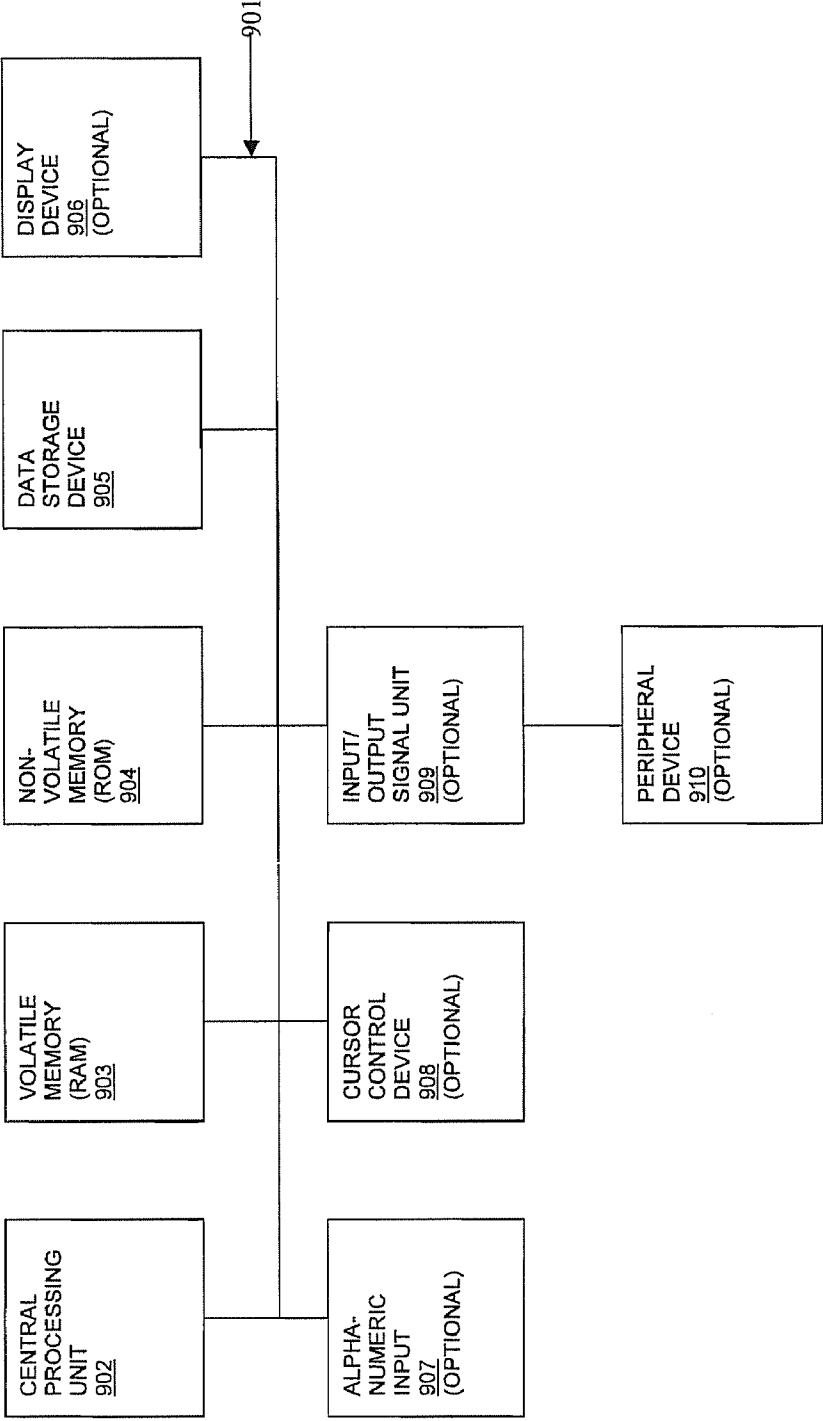 CENTRAL
PROCESSING
UNIT
902
VOLATILE
MEMORY
(RAM)
903
NON-
VOLATILE
MEMORY
(ROM)
904
DATA
STORAGE
DEVICE
905
DISPLAY
DEVICE
906
(OPTIONAL)
901
ALPHA-
NUMERIC
INPUT
907
(OPTIONAL)
CURSOR
CONTROL
DEVICE
908
(OPTIONAL)
INPUT/
OUTPUT
SIGNAL UNIT
909
(OPTIONAL)
PERIPHERAL
DEVICE
910
(OPTIONAL)